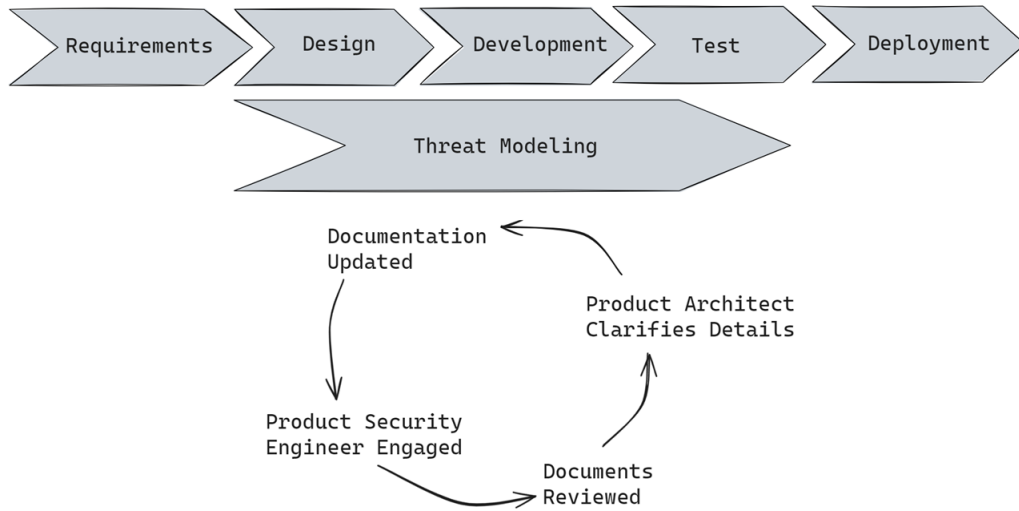 Requirements
Design
Development
Test
Deployment
Threat Modeling
Documentation
Updated
Product Architect
Clarifies Details
Product Security
Engineer Engaged
Documents
Reviewed